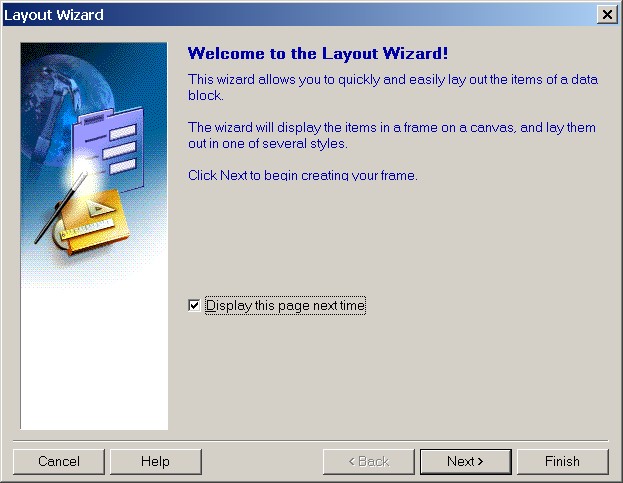 Layout Wizard
Welcome to the Layout Wizard!
This wizard allows you to quickly and easily lay out the items of a data
block.
The wizard will display the items in a frame on a canvas, and lay them
out in one of several styles.
Click Next to begin creating your frame.
Display this page next time
Cancel Help < Back Next > Finish